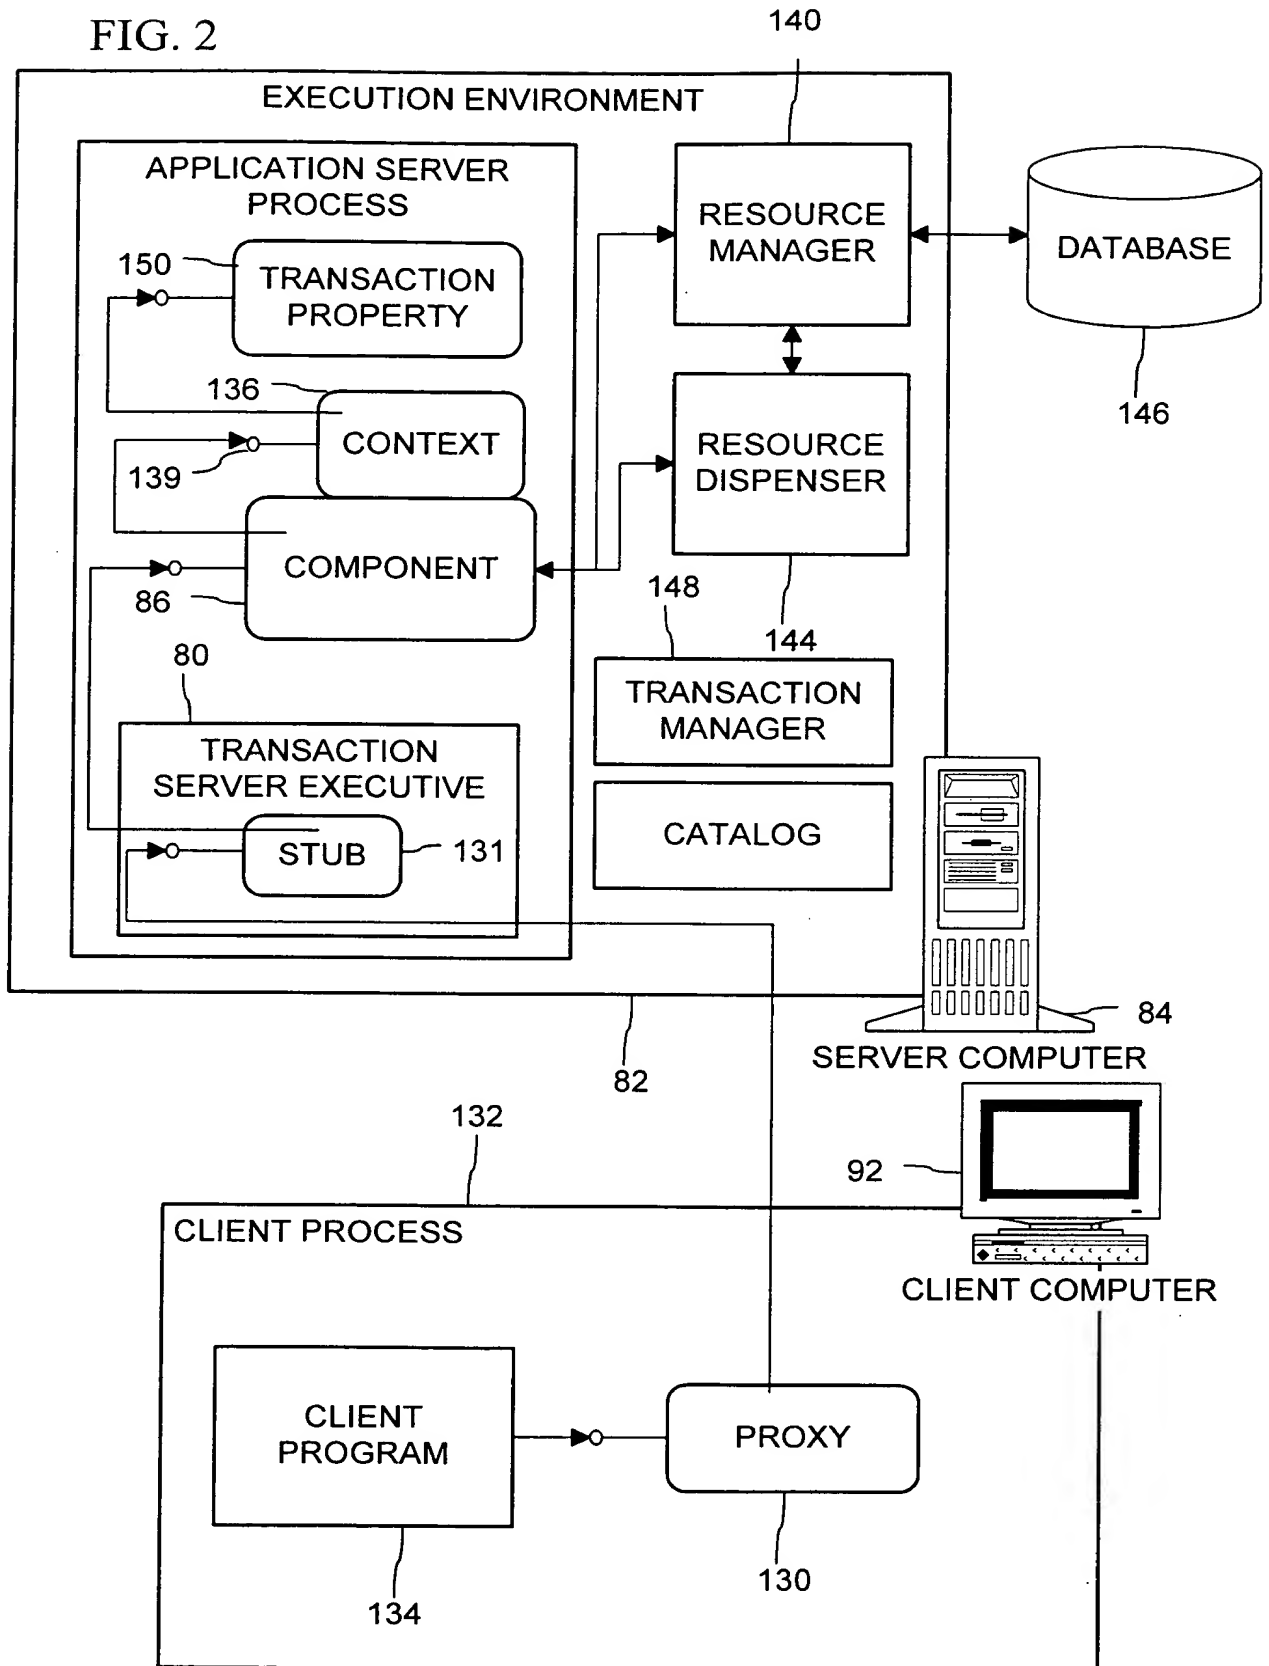 FIG. 2
140
EXECUTION ENVIRONMENT
APPLICATION SERVER
PROCESS
RESOURCE
MANAGER
DATABASE
150
TRANSACTION
PROPERTY
136
146
CONTEXT
RESOURCE
DISPENSER
139
COMPONENT
86
148
144
80
TRANSACTION
MANAGER
TRANSACTION
SERVER EXECUTIVE
CATALOG
STUB
131
84
SERVER COMPUTER
82
132
92
CLIENT PROCESS
CLIENT COMPUTER
CLIENT
PROGRAM
PROXY
130
134